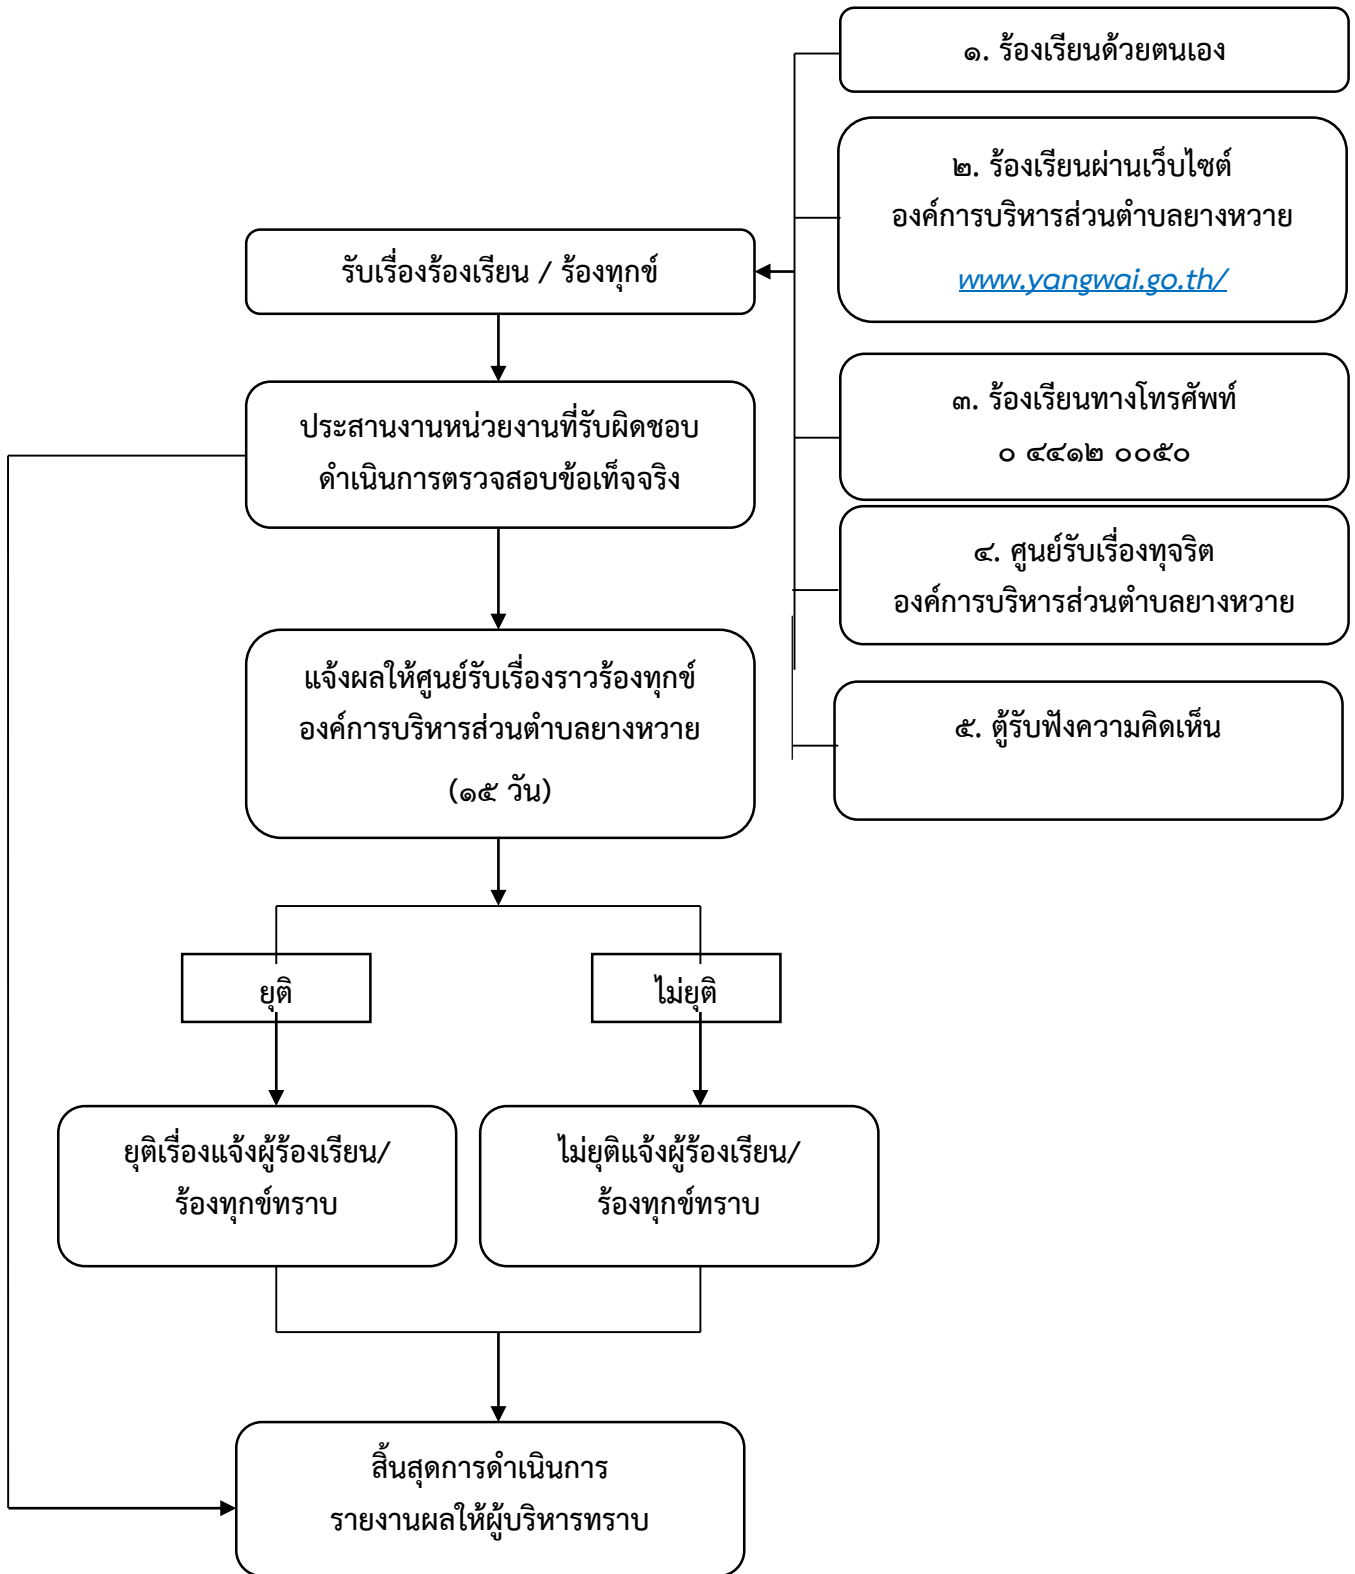 ๑. ร้องเรียนด้วยตนเอง
๒. ร้องเรียนผ่านเว็บไซต์
องค์การบริหารส่วนตำบลยางหวาย
www.yangwai.go.th/
รับเรื่องร้องเรียน / ร้องทุกข์
๓. ร้องเรียนทางโทรศัพท์
๐ ๔๔๑๒ ๐๐๕๐
ประสานงานหน่วยงานที่รับผิดชอบ
ดำเนินการตรวจสอบข้อเท็จจริง
๔. ศูนย์รับเรื่องทุจริต
องค์การบริหารส่วนตำบลยางหวาย
แจ้งผลให้ศูนย์รับเรื่องราวร้องทุกข์
องค์การบริหารส่วนตำบลยางหวาย
(๑๕ วัน)
๕. ตู้รับฟังความคิดเห็น
ยุติ
ไม่ยุติ
ยุติเรื่องแจ้งผู้ร้องเรียน/
ร้องทุกข์ทราบ
ไม่ยุติแจ้งผู้ร้องเรียน/
ร้องทุกข์ทราบ
สิ้นสุดการดำเนินการ
รายงานผลให้ผู้บริหารทราบ